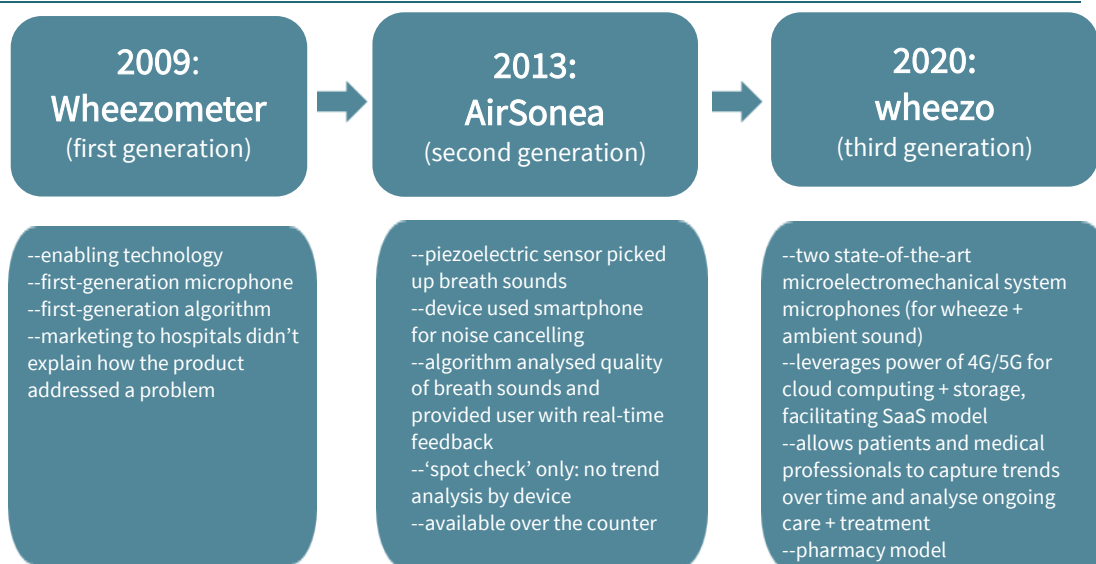 2009:
Wheezometer
(first generation)
2013:
AirSonea
(second generation)
2020:
wheezo
(third generation)
--enabling technology
--first-generation microphone
--first-generation algorithm
--marketing to hospitals didn’t
explain how the product
addressed a problem
--piezoelectric sensor picked
up breath sounds
--device used smartphone
for noise cancelling
--algorithm analysed quality
of breath sounds and
provided user with real-time
feedback
--‘spot check’ only: no trend
analysis by device
--available over the counter
--two state-of-the-art
microelectromechanical system
microphones (for wheeze +
ambient sound)
--leverages power of 4G/5G for
cloud computing + storage,
facilitating SaaS model
--allows patients and medical
professionals to capture trends
over time and analyse ongoing
care + treatment
--pharmacy model